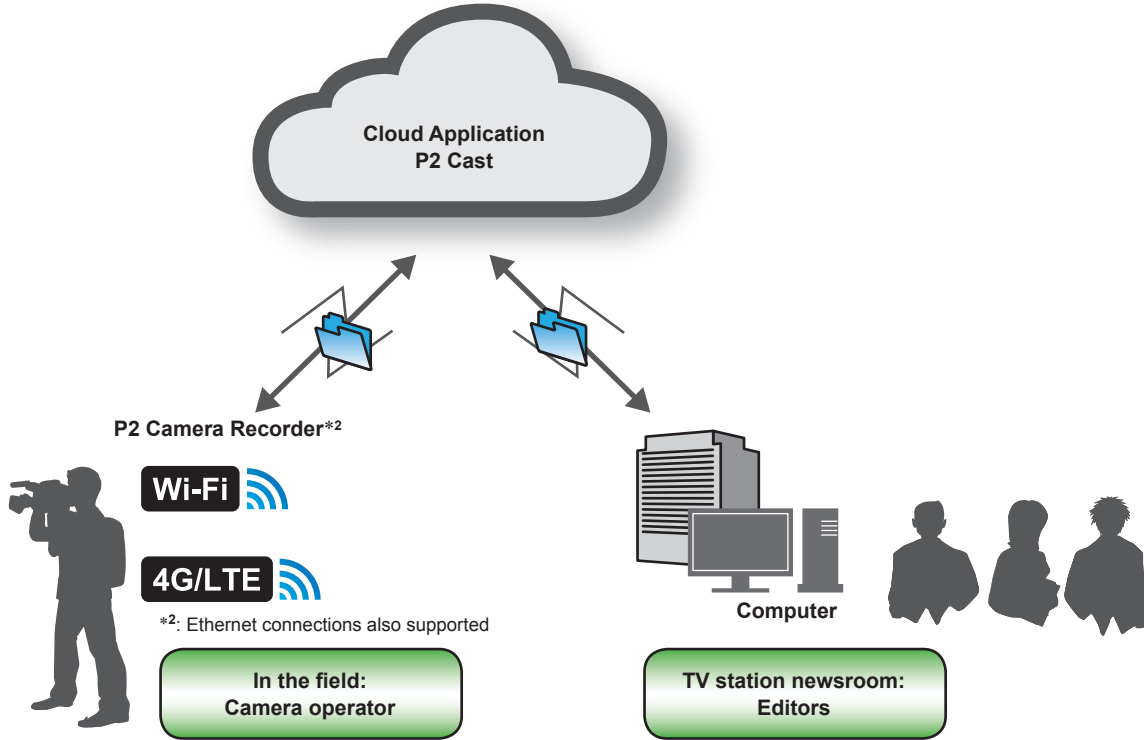 Cloud Application
P2 Cast
P2 Camera Recorder*2
Wi-Fi
4G/LTE
*2: Ethernet connections also supported
Computer
In the field:
Camera operator
TV station newsroom:
Editors